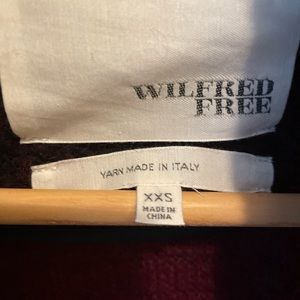 WILFRED
FREE
YARN MADE IN ITALY
XXS
MADE IN
CHINA